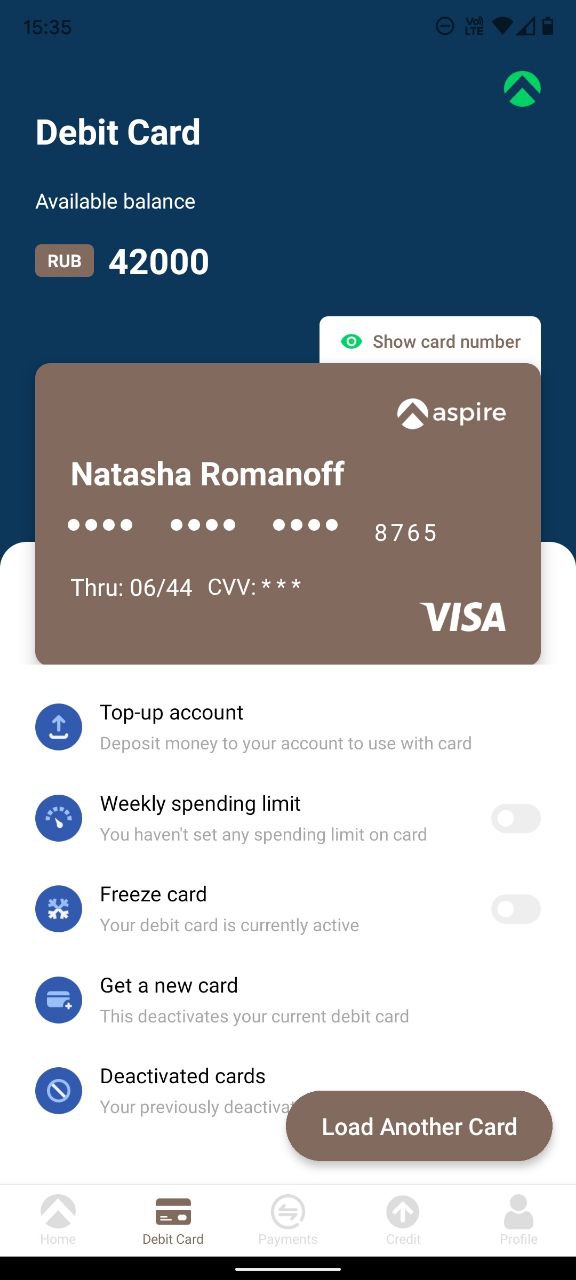 15:35
Vo)
LTE
Debit Card
Available balance
RUB 42000
Show card number
aspire
Natasha Romanoff
•••• •••• •••• 8765
Thru: 06/44 CVV: * * *
VISA
Top-up account
Deposit money to your account to use with card
Weekly spending limit
You haven't set any spending limit on card
Freeze card
Your debit card is currently active
Get a new card
This deactivates your current debit card
Deactivated cards
Your previously
Load Another Card
Home Debit Card Payments Credit Profile